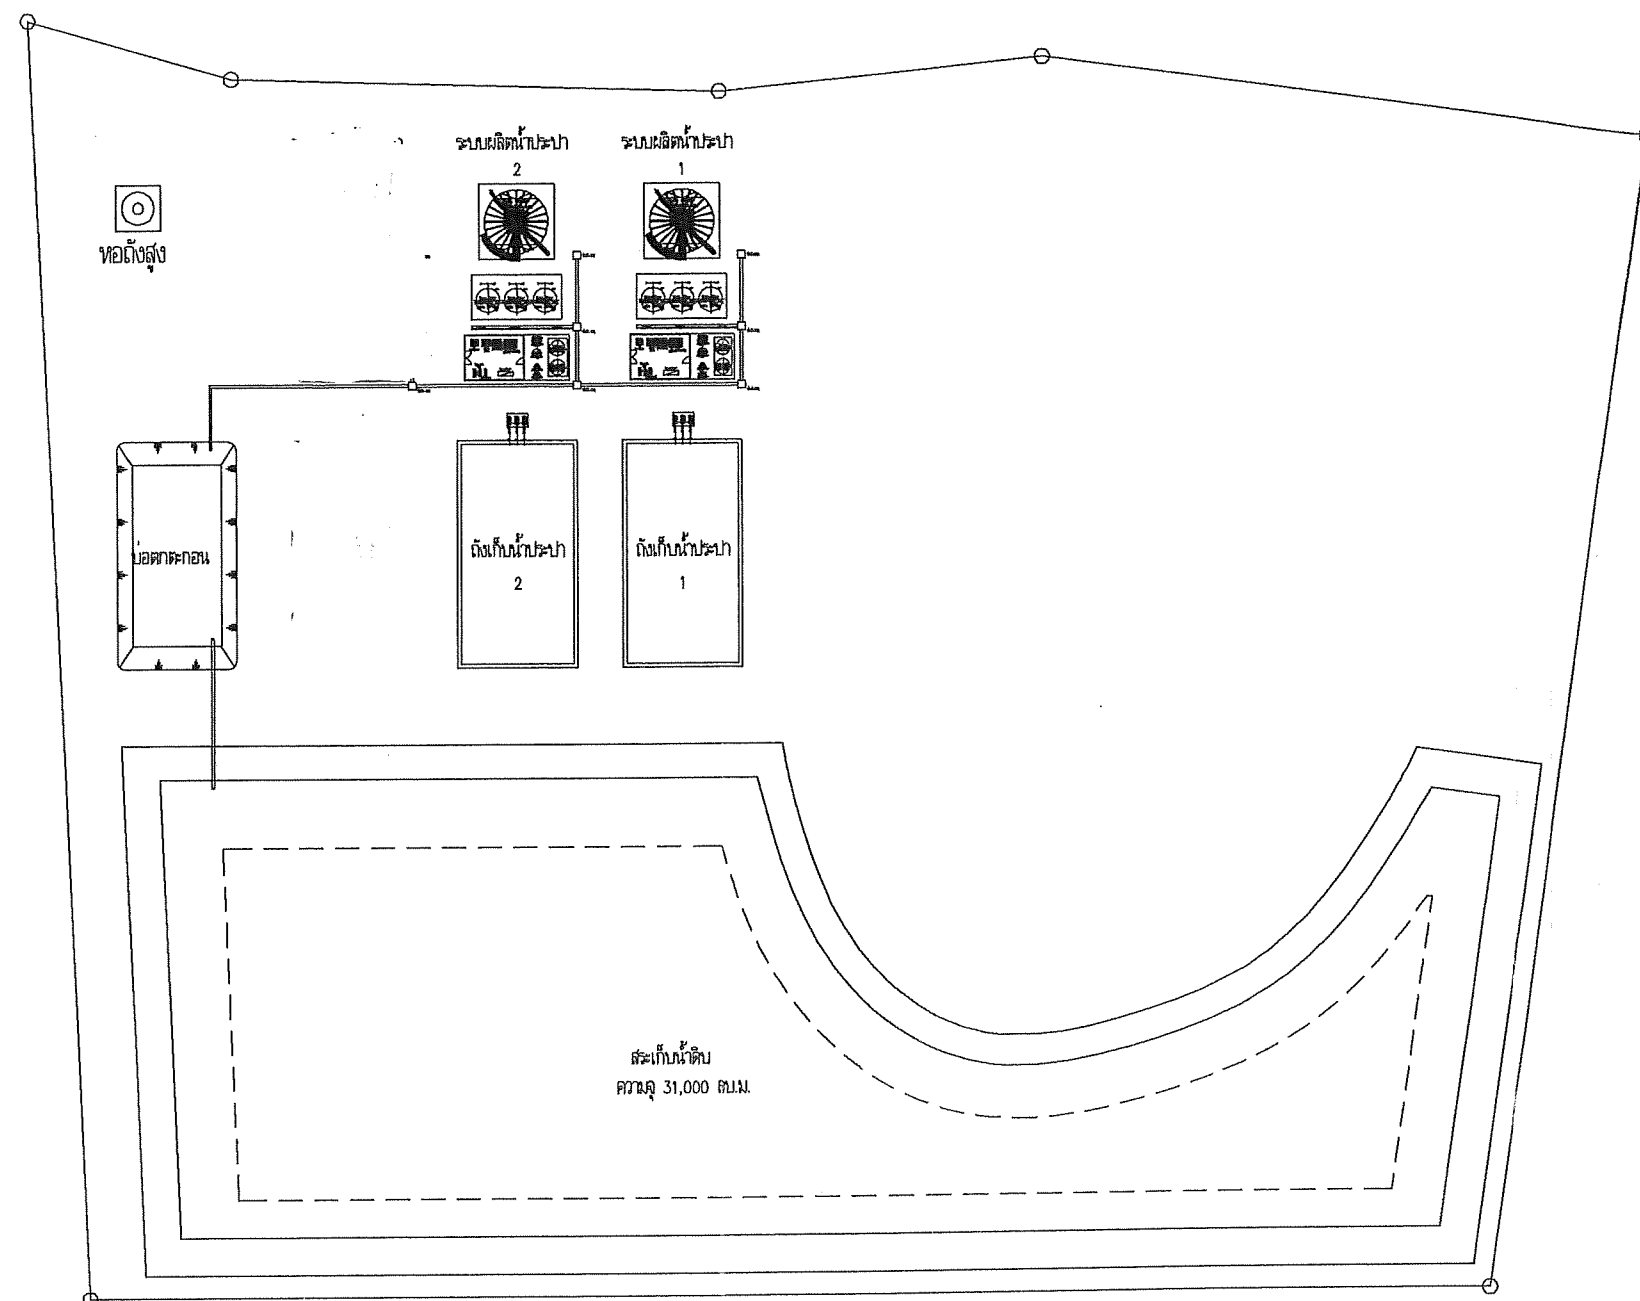 ระบบผลิตน้ำประปา
2
ระบบผลิตน้ำประปา
1
หอถังสูง
บ่อตกตะกอน
ถังเก็บน้ำประปา
2
ถังเก็บน้ำประปา
1
สระเก็บน้ำดิบ
ความจุ 31,000 ลบ.ม.